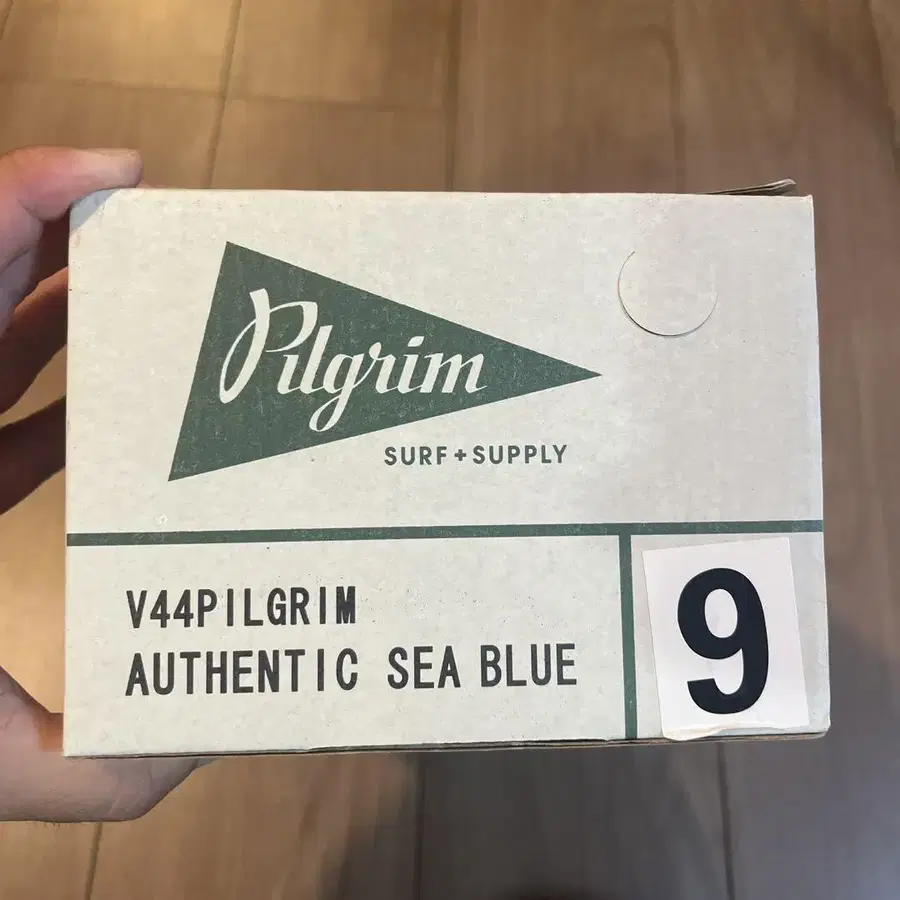 Pilgrim
SURF+SUPPLY
V44PILGRIM
AUTHENTIC SEA BLUE
9